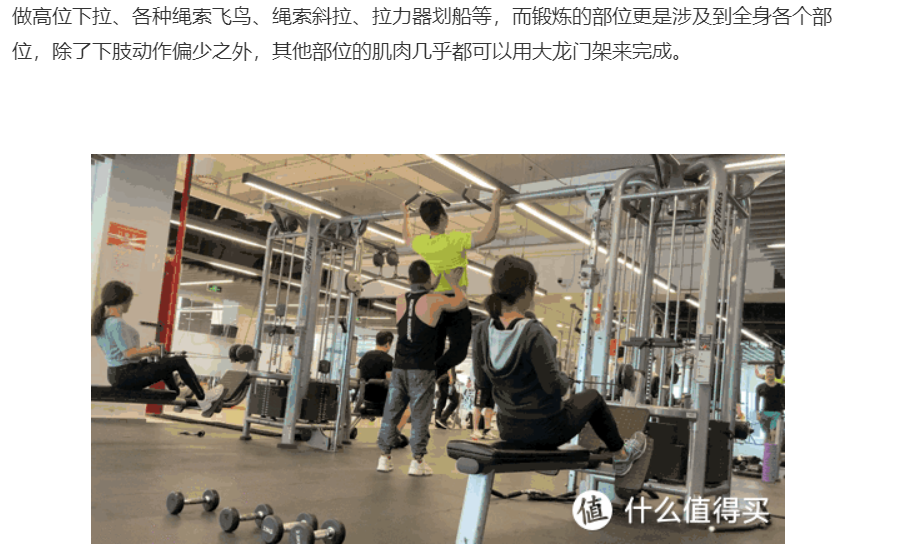 做高位下拉、各种绳索飞鸟、绳索斜拉、拉力器划船等，而锻炼的部位更是涉及到全身各个部
位，除了下肢动作偏少之外，其他部位的肌肉几乎都可以用大龙门架来完成。
值 什么值得买